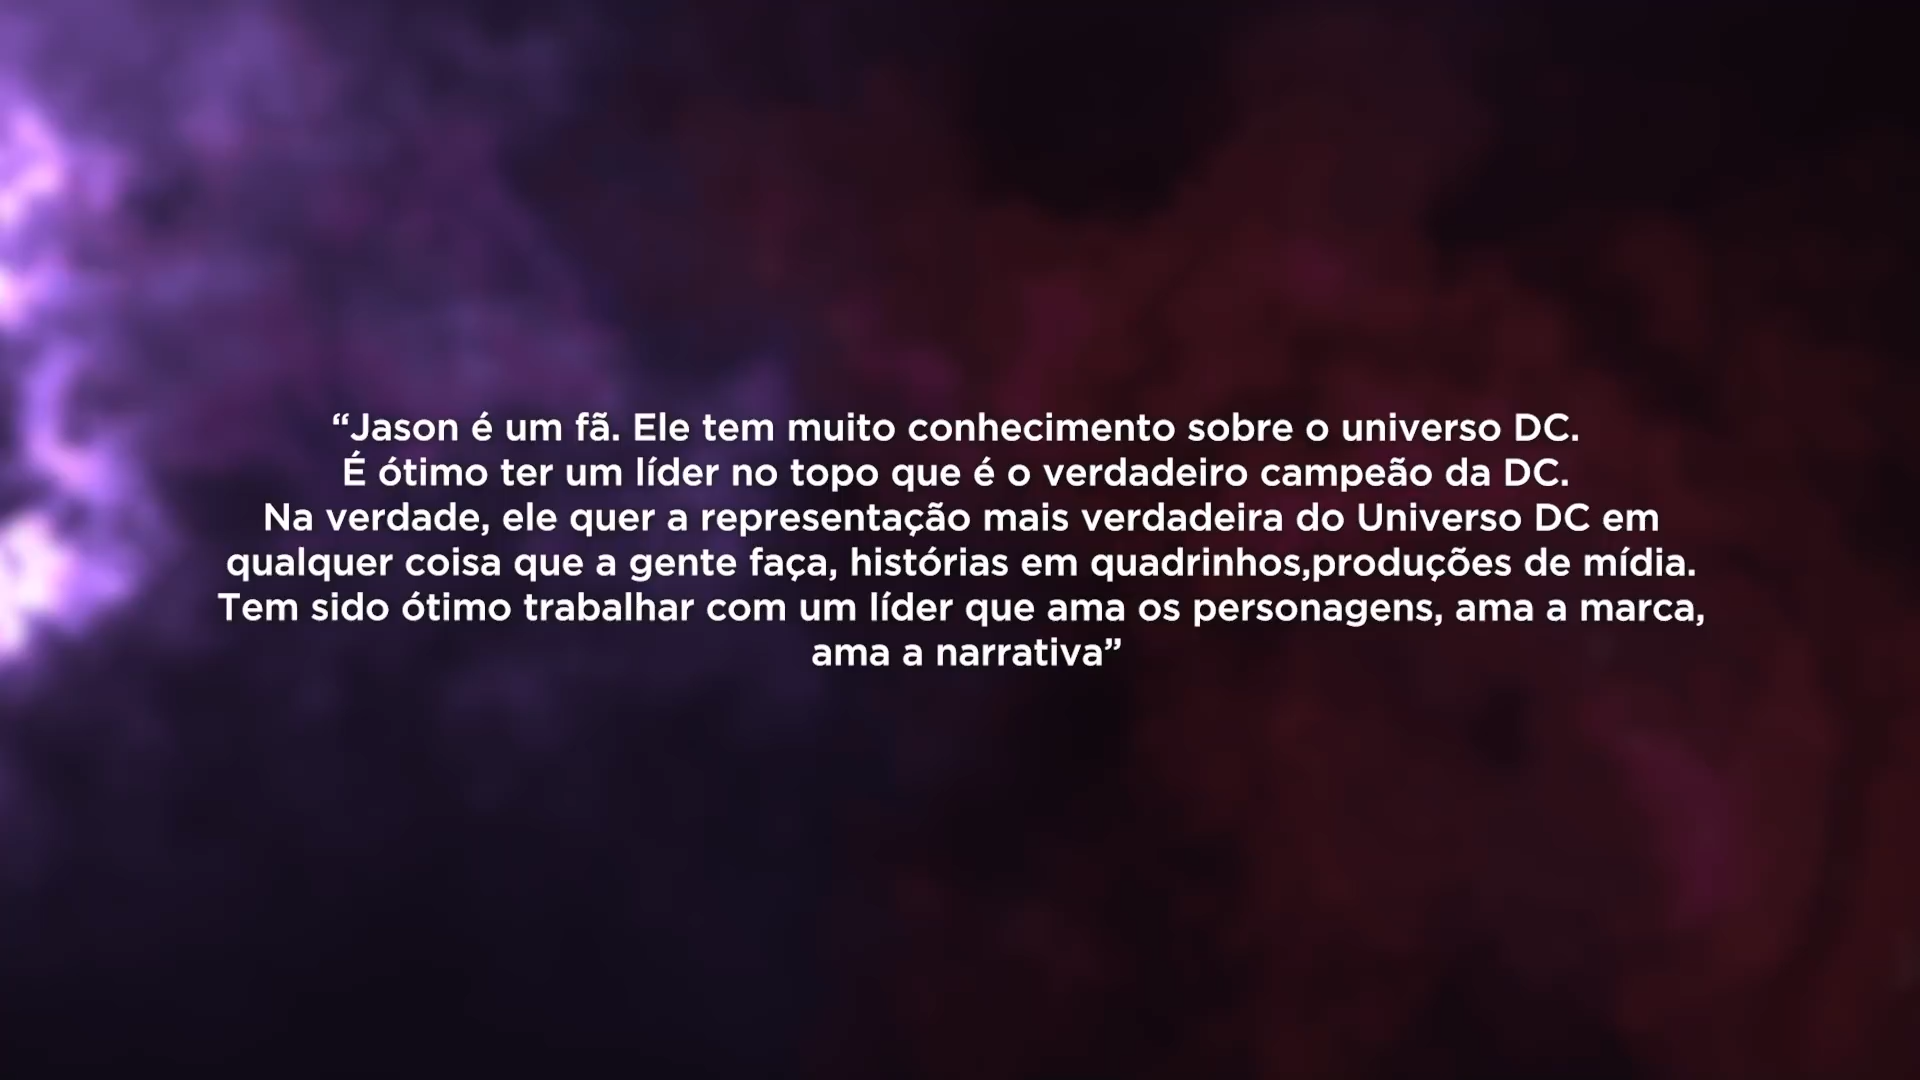 “Jason é um fã. Ele tem muito conhecimento sobre o universo DC.
É ótimo ter um líder no topo que é o verdadeiro campeão da DC.
Na verdade, ele quer a representação mais verdadeira do Universo DC em
qualquer coisa que a gente faça, histórias em quadrinhos,produções de mídia.
Tem sido ótimo trabalhar com um líder que ama os personagens, ama a marca,
ama a narrativa”